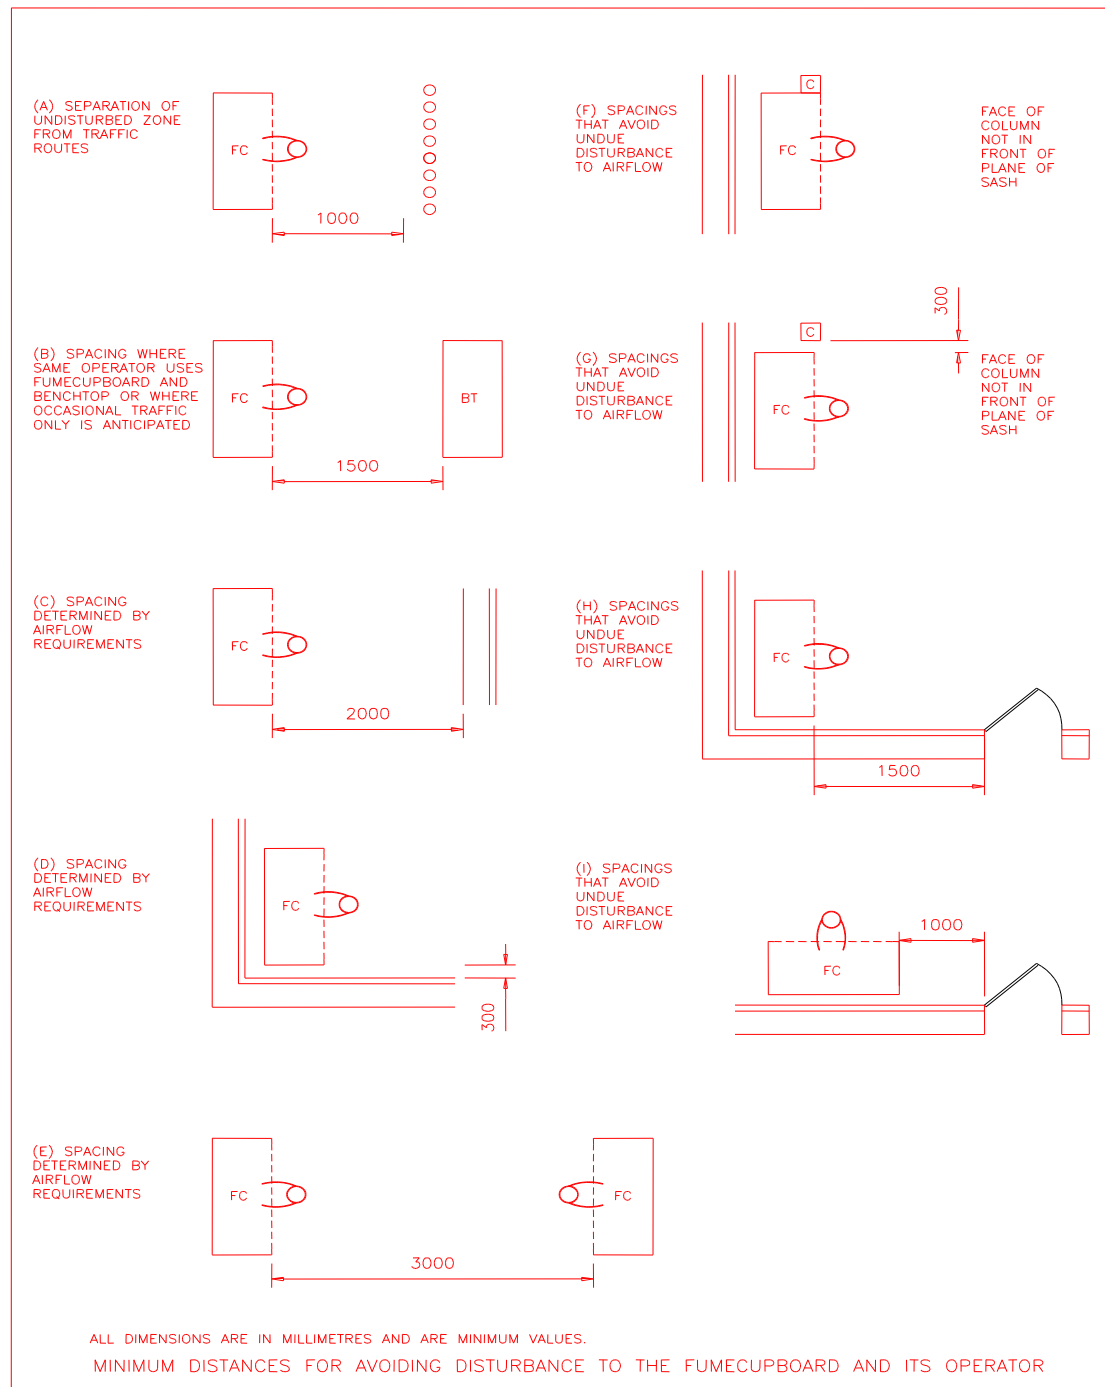 (A) SEPARATION OF
UNDISTURBED ZONE
FROM TRAFFIC
ROUTES
FC
1000
(B) SPACING WHERE
SAME OPERATOR USES
FUMECUPBOARD AND
BENCHTOP OR WHERE
OCCASIONAL TRAFFIC
ONLY IS ANTICIPATED
FC
BT
1500
(C) SPACING
DETERMINED BY
AIRFLOW
REQUIREMENTS
FC
2000
(D) SPACING
DETERMINED BY
AIRFLOW
REQUIREMENTS
FC
300
(E) SPACING
DETERMINED BY
AIRFLOW
REQUIREMENTS
FC
FC
3000
(F) SPACINGS
THAT AVOID
UNDUE
DISTURBANCE
TO AIRFLOW
C
FC
FACE OF
COLUMN
NOT IN
FRONT OF
PLANE OF
SASH
(G) SPACINGS
THAT AVOID
UNDUE
DISTURBANCE
TO AIRFLOW
C
FC
300
FACE OF
COLUMN
NOT IN
FRONT OF
PLANE OF
SASH
(H) SPACINGS
THAT AVOID
UNDUE
DISTURBANCE
TO AIRFLOW
FC
1500
(I) SPACINGS
THAT AVOID
UNDUE
DISTURBANCE
TO AIRFLOW
FC
1000
ALL DIMENSIONS ARE IN MILLIMETRES AND ARE MINIMUM VALUES.
MINIMUM DISTANCES FOR AVOIDING DISTURBANCE TO THE FUMECUPBOARD AND ITS OPERATOR